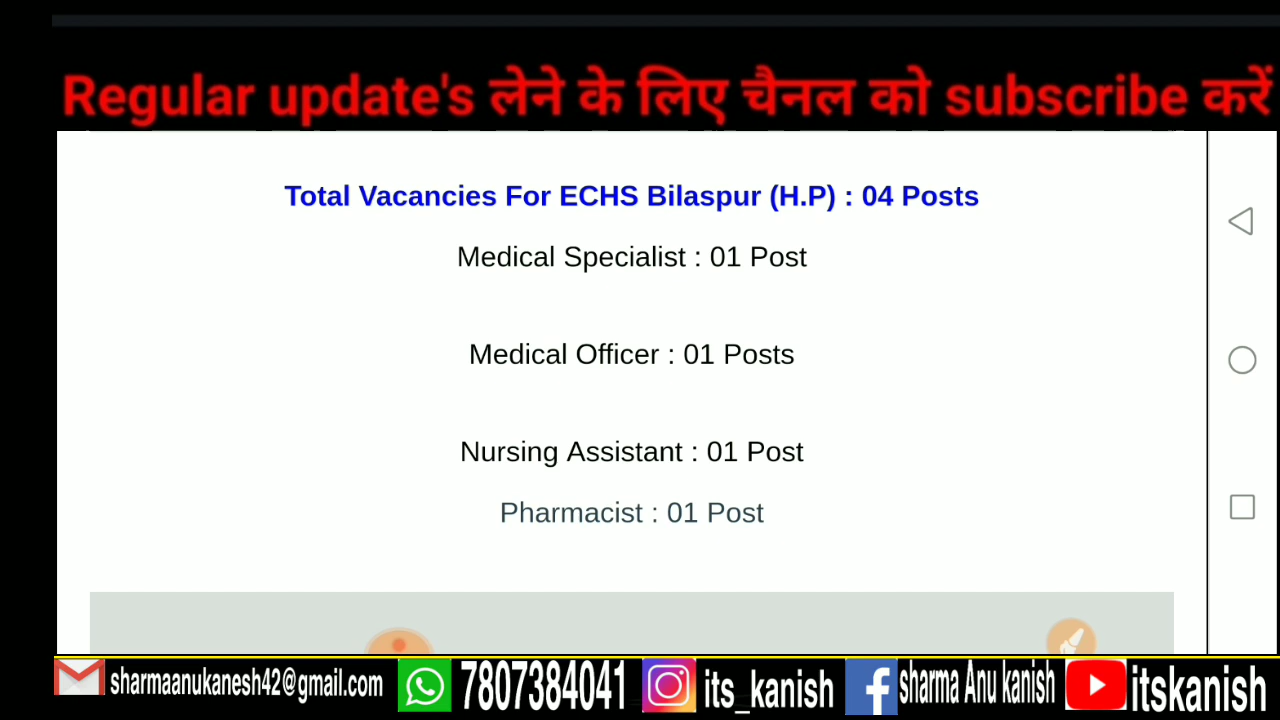 Regular update's लेने के लिए चैनल को subscribe करें
Total Vacancies For ECHS Bilaspur (H.P) : 04 Posts
Medical Specialist : 01 Post
Medical Officer : 01 Posts
Nursing Assistant : 01 Post
Pharmacist : 01 Post
sharmaanukanesh42@gmail.com 7807384041 its_kanish sharma Anu kanish itskanish